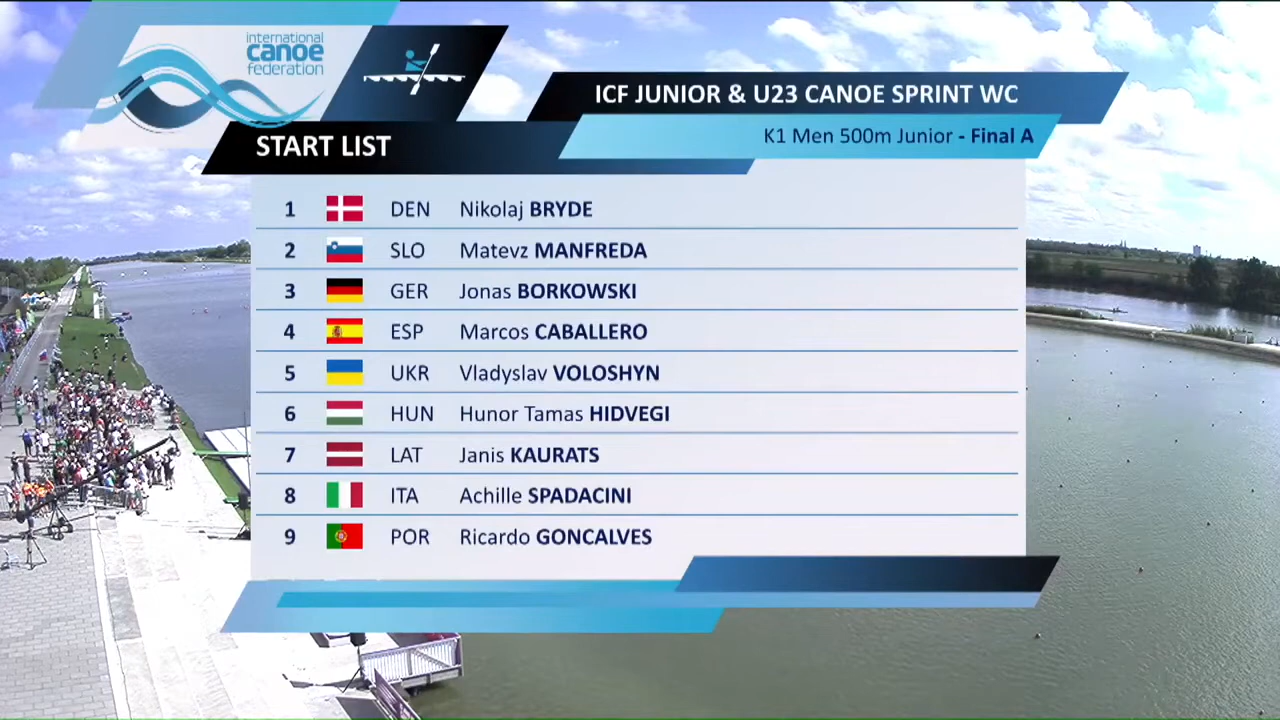 international
canoe
federation
ICF JUNIOR & U23 CANOE SPRINT WC
START LIST
K1 Men 500m Junior - Final A
1 DEN Nikolaj BRYDE
2 SLO Matevz MANFREDA
3 GER Jonas BORKOWSKI
4 ESP Marcos CABALLERO
5 UKR Vladyslav VOLOSHYN
6 HUN Hunor Tamas HIDVEGI
7 LAT Janis KAURATS
8 ITA Achille SPADACINI
9 POR Ricardo GONCALVES